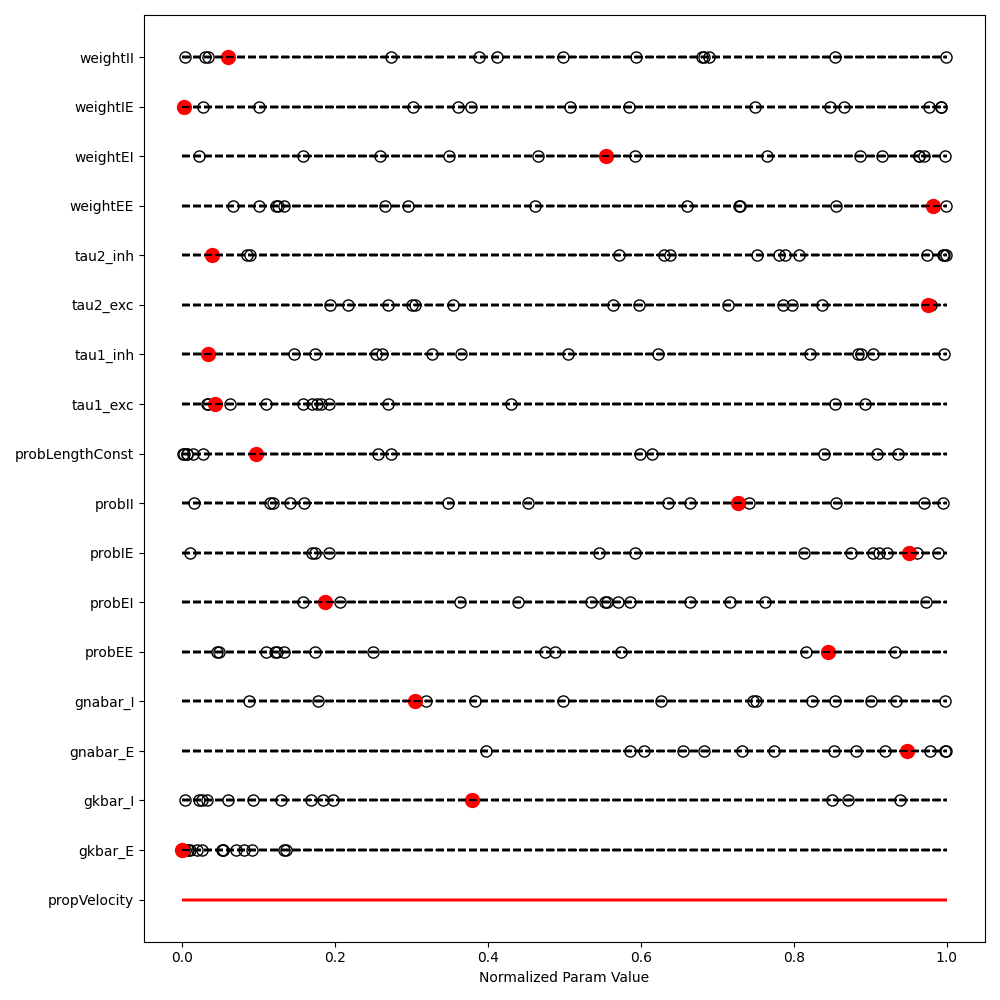 weightII
weightIE
weightEI
weightEE
tau2_inh
tau2_exc
tau1_inh
tau1_exc
probLengthConst
probII
probIE
probEI
probEE
gnabar_I
gnabar_E
gkbar_I
gkbar_E
propVelocity
0.0 0.2 0.4 0.6 0.8 1.0
Normalized Param Value